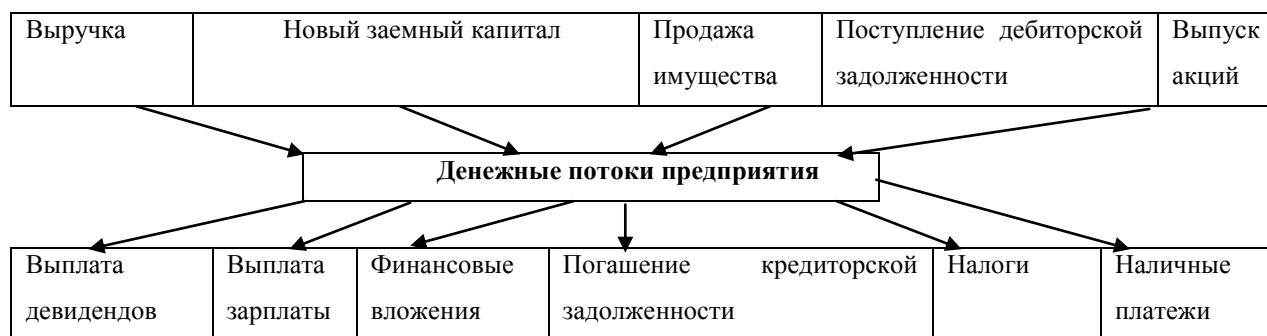 Выручка
Новый заемный капитал
Продажа
имущества
Поступление дебиторской
задолженности
Выпуск
акций
Денежные потоки предприятия
Выплата
девидендов
Выплата
зарплаты
Финансовые
вложения
Погашение кредиторской
задолженности
Налоги
Наличные
платежи